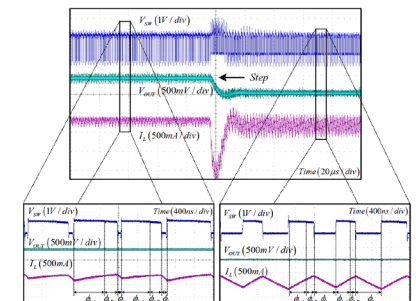 V_SW (1V / div)
Step
V_OUT (500mV / div)
I_L (500mA / div)
Time (20μs / div)
V_SW (1V / div) Time (400ns / div)
V_OUT (500mV / div)
I_L (500mA)
V_SW (1V / div) Time (400ns / div)
V_OUT (500mV / div)
I_L (500mA)